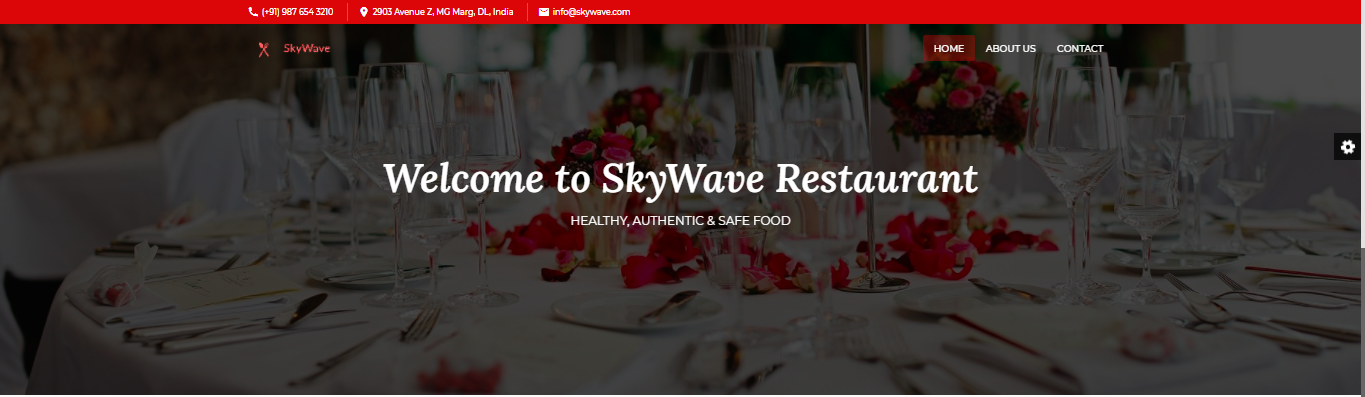 (+91) 987 654 3210
2903 Avenue Z, MG Marg, DL, India
info@skywave.com
SkyWave
HOME
ABOUT US
CONTACT
Welcome to SkyWave Restaurant
HEALTHY, AUTHENTIC & SAFE FOOD